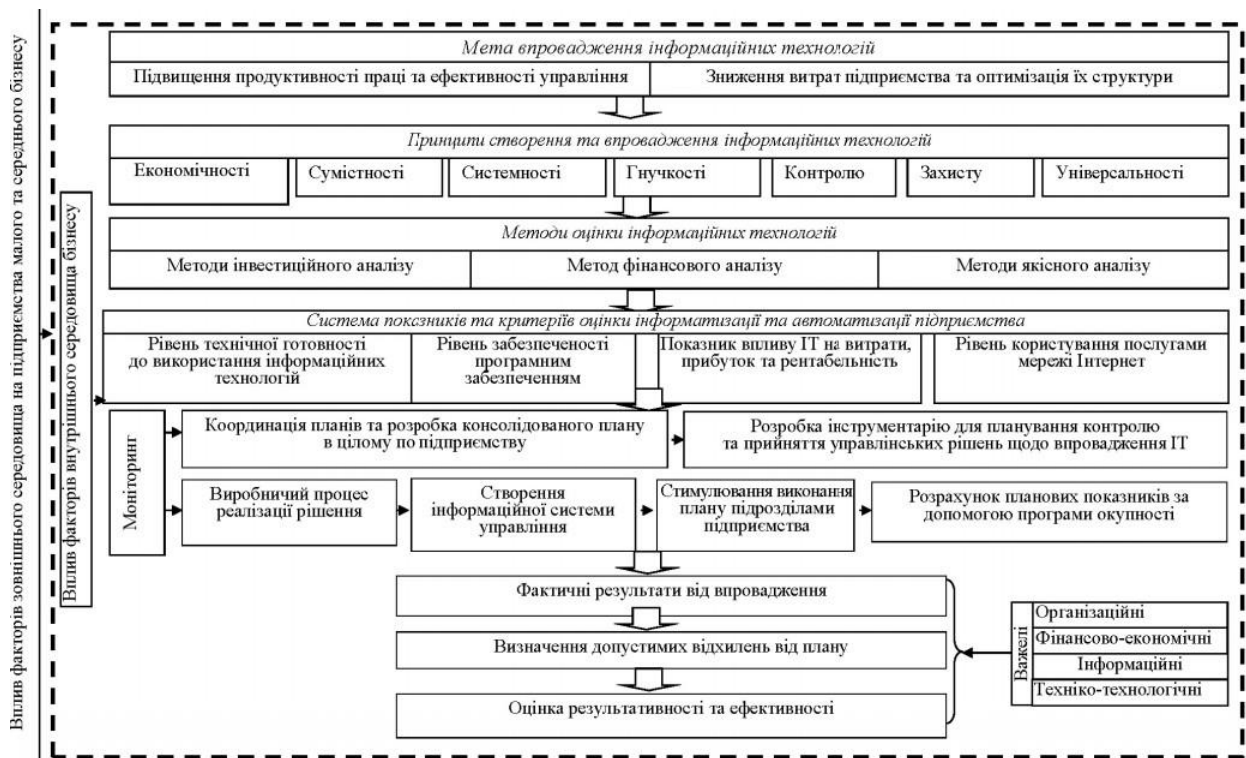 Вплив факторів зовнішнього середовища на підприємства малого та середнього бізнесу
Вплив факторів внутрішнього середовища бізнесу
Мета впровадження інформаційних технологій
Підвищення продуктивності праці та ефективності управління
Зниження витрат підприємства та оптимізація їх структури
Принципи створення та впровадження інформаційних технологій
Економічності
Сумістності
Системності
Гнучкості
Контролю
Захисту
Універсальності
Методи оцінки інформаційних технологій
Методи інвестиційного аналізу
Метод фінансового аналізу
Методи якісного аналізу
Система показників та критеріїв оцінки інформатизації та автоматизації підприємства
Рівень технічної готовності
до використання інформаційних
технологій
Рівень забезпеченості
програмним
забезпеченням
Показник впливу ІТ на витрати,
прибуток та рентабельність
Рівень користування послугами
мережі Інтернет
Моніторинг
Координація планів та розробка консолідованого плану
в цілому по підприємству
Розробка інструментарію для планування контролю
та прийняття управлінських рішень щодо впровадження ІТ
Виробничий процес
реалізації рішення
Створення
інформаційної системи
управління
Стимулювання виконання
плану підрозділами
підприємства
Розрахунок планових показників за
допомогою програми окупності
Фактичні результати від впровадження
Визначення допустимих відхилень від плану
Оцінка результативності та ефективності
Важелі
Організаційні
Фінансово-економічні
Інформаційні
Техніко-технологічні